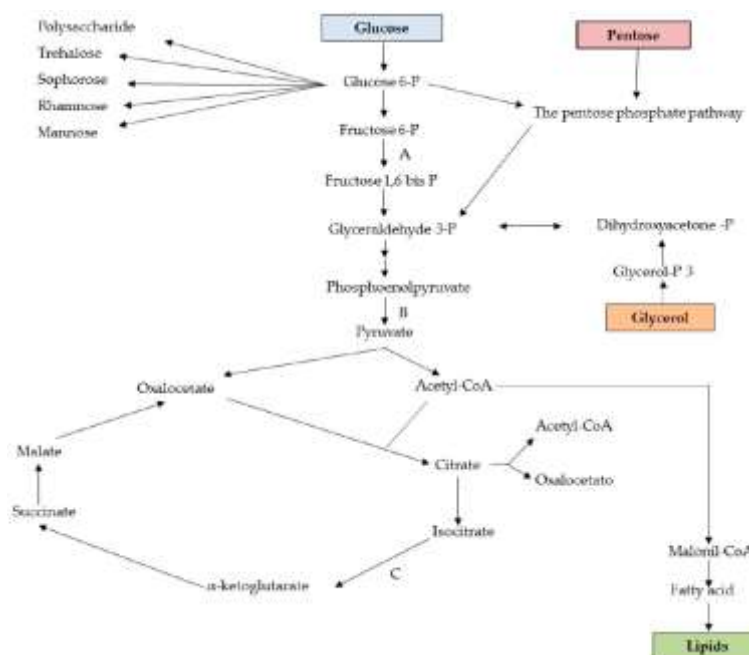 Polysaccharide
Trehalose
Sophorose
Rhamnose
Mannose
Glucose
Pentose
Glucose 6-P
The pentose phosphate pathway
Fructose 6-P
A
Fructose 1,6 bis P
Glyceraldehyde 3-P
Dihydroxyacetone -P
Glycerol-P 3
Glycerol
Phosphoenolpyruvate
B
Pyruvate
Oxalocetate
Acetyl-CoA
Acetyl-CoA
Malate
Citrate
Oxalocetato
Succinate
Isocitrate
C
α-ketoglutarate
Malonil-CoA
Fatty acid
Lipids